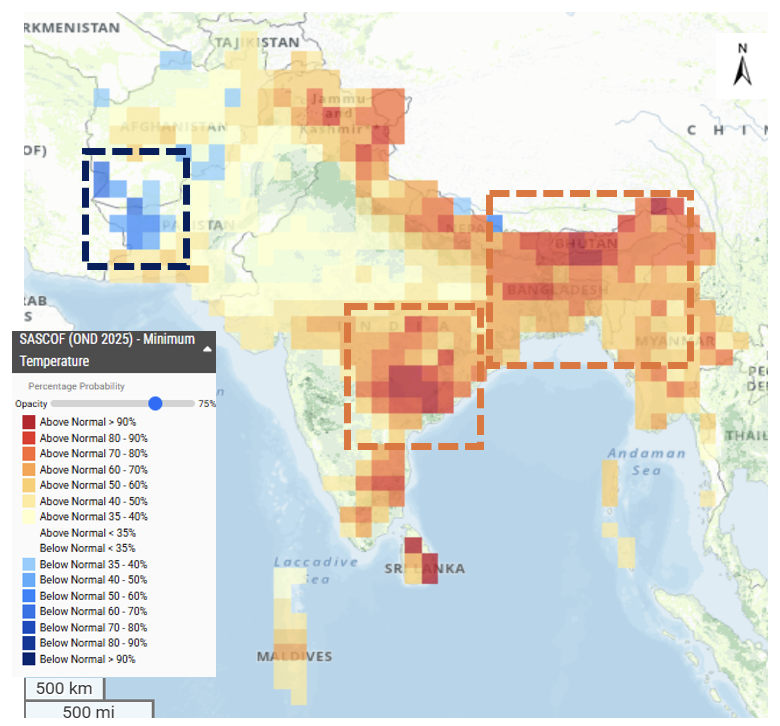 RKMENISTAN
TAJIKISTAN
N
Jammu
and
Kashmir
C H I N
AFGHANISTAN
OF)
PAKISTAN
NEPAL
BHUTAN
BANGLADESH
RAB
S
INDIA
MYANMAR
SASCOF (OND 2025) - Minimum
Temperature
Percentage Probability
Opacity 75%
Above Normal > 90%
Above Normal 80 - 90%
Above Normal 70 - 80%
Above Normal 60 - 70%
Above Normal 50 - 60%
Above Normal 40 - 50%
Above Normal 35 - 40%
Above Normal < 35%
Below Normal < 35%
Below Normal 35 - 40%
Below Normal 40 - 50%
Below Normal 50 - 60%
Below Normal 60 - 70%
Below Normal 70 - 80%
Below Normal 80 - 90%
Below Normal > 90%
THAIL
Andaman
Sea
Laccadive
Sea
SRI LANKA
MALDIVES
500 km
500 mi